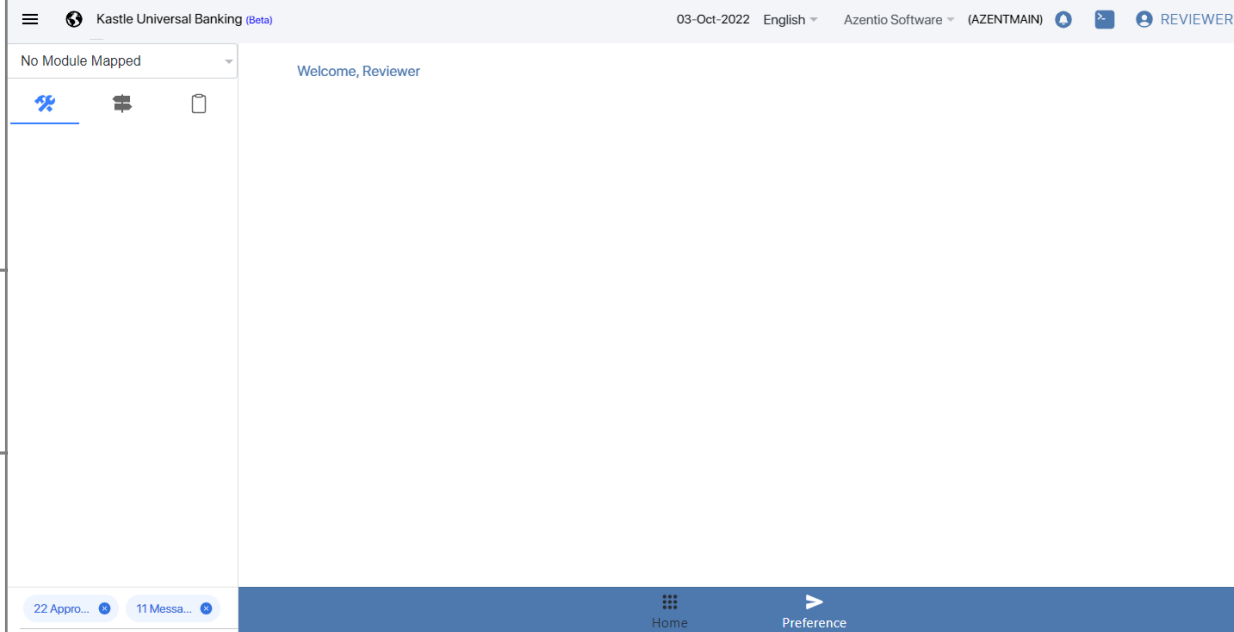 Kastle Universal Banking (Beta)
03-Oct-2022 English Azentio Software (AZENTMAIN) REVIEWER
No Module Mapped
Welcome, Reviewer
22 Appro... 11 Messa...
Home Preference